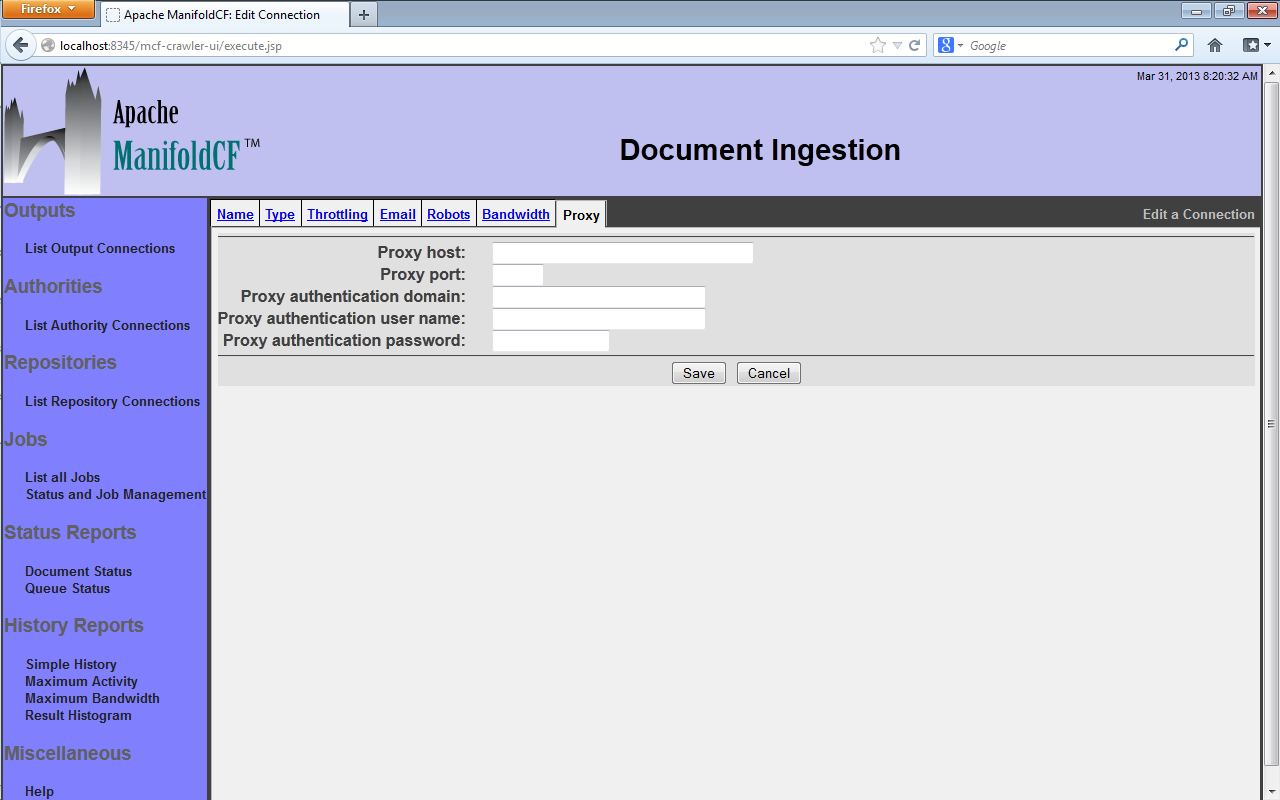 Firefox
Apache ManifoldCF: Edit Connection
localhost:8345/mcf-crawler-ui/execute.jsp
Google
Mar 31, 2013 8:20:32 AM
Apache
ManifoldCF™
Document Ingestion
Outputs
List Output Connections
Authorities
List Authority Connections
Repositories
List Repository Connections
Jobs
List all Jobs
Status and Job Management
Status Reports
Document Status
Queue Status
History Reports
Simple History
Maximum Activity
Maximum Bandwidth
Result Histogram
Miscellaneous
Help
Name Type Throttling Email Robots Bandwidth Proxy Edit a Connection
Proxy host:
Proxy port:
Proxy authentication domain:
Proxy authentication user name:
Proxy authentication password:
Save Cancel